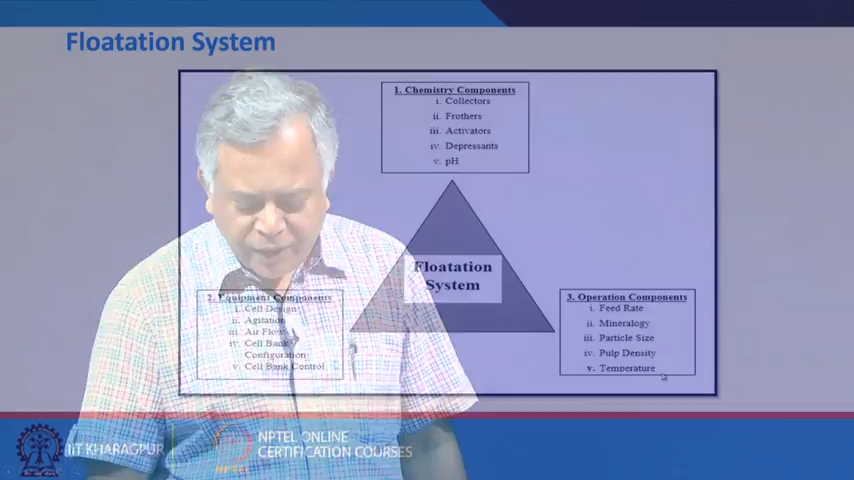 Floatation System
1. Chemistry Components
i. Collectors
ii. Frothers
iii. Activators
iv. Depressants
v. pH
Floatation
System
2. Equipment Components
i. Cell Design
ii. Agitation
iii. Air Flow
iv. Cell Bank
Configuration
v. Cell Bank Control
3. Operation Components
i. Feed Rate
ii. Mineralogy
iii. Particle Size
iv. Pulp Density
v. Temperature
IIT KHARAGPUR
NPTEL ONLINE
CERTIFICATION COURSES